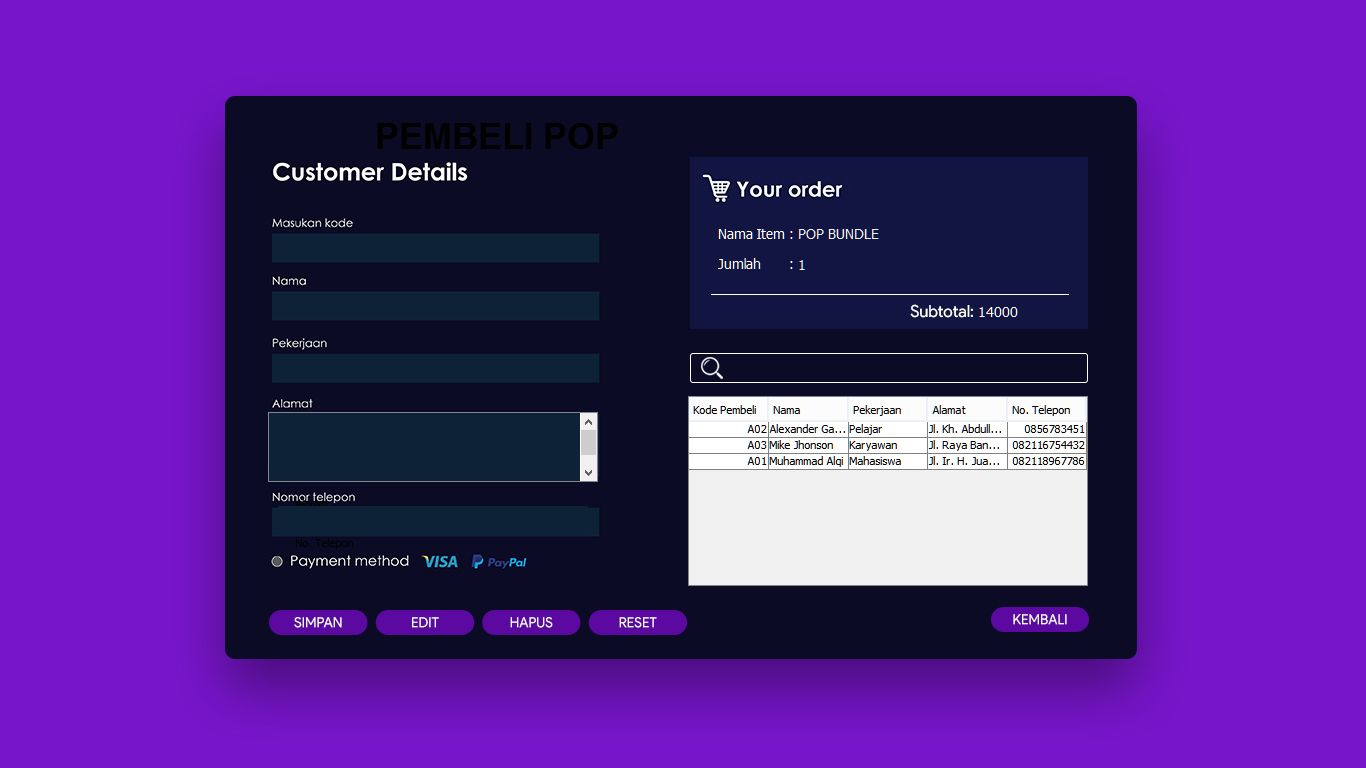 PEMBELI POP
Customer Details
Masukan kode
Nama
Pekerjaan
Alamat
Nomor telepon
No. Telepon
Payment method VISA PayPal
SIMPAN EDIT HAPUS RESET
Your order
Nama Item : POP BUNDLE
Jumlah : 1
Subtotal: 14000
Kode Pembeli Nama Pekerjaan Alamat No. Telepon
A02 Alexander Ga... Pelajar Jl. Kh. Abdull... 0856783451
A03 Mike Jhonson Karyawan Jl. Raya Ban... 082116754432
A01 Muhammad Alqi Mahasiswa Jl. Ir. H. Jua... 082118967786
KEMBALI